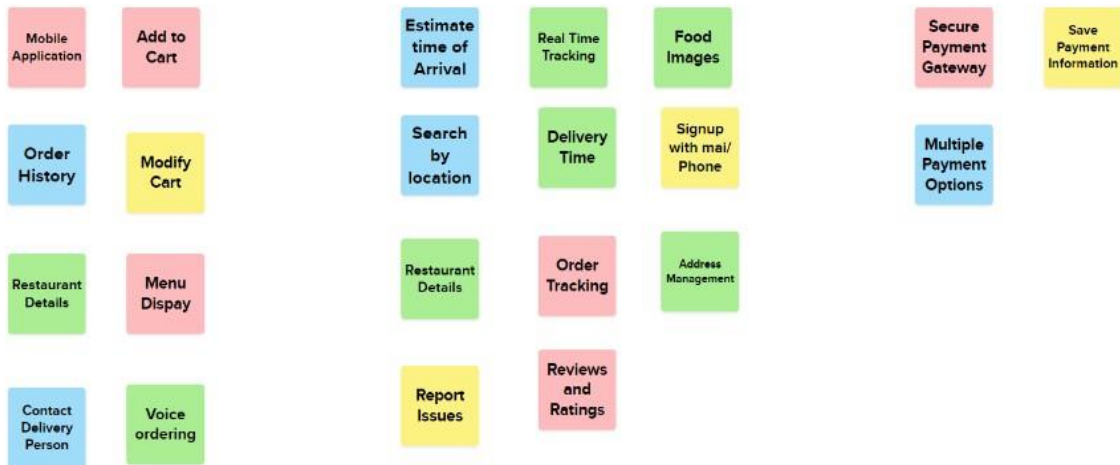 Mobile
Application
Add to
Cart
Order
History
Modify
Cart
Restaurant
Details
Menu
Dispay
Contact
Delivery
Person
Voice
ordering
Estimate
time of
Arrival
Real Time
Tracking
Food
Images
Search
by
location
Delivery
Time
Signup
with mai/
Phone
Restaurant
Details
Order
Tracking
Address
Management
Report
Issues
Reviews
and
Ratings
Secure
Payment
Gateway
Save
Payment
Information
Multiple
Payment
Options